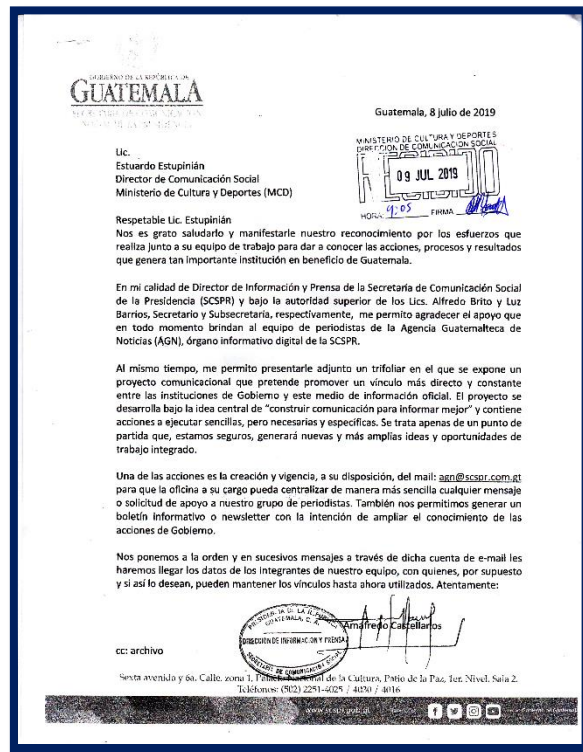 GOBIERNO DE LA REPÚBLICA DE
GUATEMALA
Guatemala, 8 julio de 2019
MINISTERIO DE CULTURA Y DEPORTES
DIRECCION DE COMUNICACION SOCIAL
09 JUL 2019
HORA: 9:05 FIRMA
Lic.
Estuardo Estupinián
Director de Comunicación Social
Ministerio de Cultura y Deportes (MCD)
Respetable Lic. Estupinián
Nos es grato saludarlo y manifestarle nuestro reconocimiento por los esfuerzos que
realiza junto a su equipo de trabajo para dar a conocer las acciones, procesos y resultados
que genera tan importante institución en beneficio de Guatemala.
En mi calidad de Director de Información y Prensa de la Secretaría de Comunicación Social
de la Presidencia (SCSPR) y bajo la autoridad superior de los Lics. Alfredo Brito y Luz
Barrios, Secretario y Subsecretaria, respectivamente, me permito agradecer el apoyo que
en todo momento brindan al equipo de periodistas de la Agencia Guatemalteca de
Noticias (AGN), órgano informativo digital de la SCSPR.
Al mismo tiempo, me permito presentarle adjunto un trifoliar en el que se expone un
proyecto comunicacional que pretende promover un vínculo más directo y constante
entre las instituciones de Gobierno y este medio de información oficial. El proyecto se
desarrolla bajo la idea central de “construir comunicación para informar mejor” y contiene
acciones a ejecutar sencillas, pero necesarias y específicas. Se trata apenas de un punto de
partida que, estamos seguros, generará nuevas y más amplias ideas y oportunidades de
trabajo integrado.
Una de las acciones es la creación y vigencia, a su disposición, del mail: agn@scspr.com.gt
para que la oficina a su cargo pueda centralizar de manera más sencilla cualquier mensaje
o solicitud de apoyo a nuestro grupo de periodistas. También nos permitimos generar un
boletín informativo o newsletter con la intención de ampliar el conocimiento de las
acciones de Gobierno.
Nos ponemos a la orden y en sucesivos mensajes a través de dicha cuenta de e-mail les
haremos llegar los datos de los integrantes de nuestro equipo, con quienes, por supuesto
y si así lo desean, pueden mantener los vínculos hasta ahora utilizados. Atentamente:
GUATEMALA, C. A.
DIRECCION DE INFORMACION Y PRENSA
Amafredo Castellanos
cc: archivo
Sexta avenida y 6a. Calle, zona 1, Palacio Nacional de la Cultura, Patio de la Paz, 1er. Nivel, Sala 2.
Teléfonos: (502) 2251-4025 / 4030 / 4016